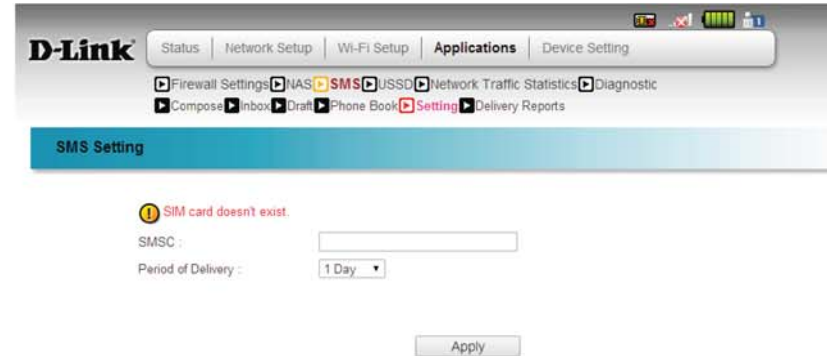 D-Link
Status Network Setup Wi-Fi Setup Applications Device Setting
Firewall Settings NAS SMS USSD Network Traffic Statistics Diagnostic
Compose Inbox Draft Phone Book Setting Delivery Reports
SMS Setting
SIM card doesn't exist.
SMSC :
Period of Delivery : 1 Day
Apply